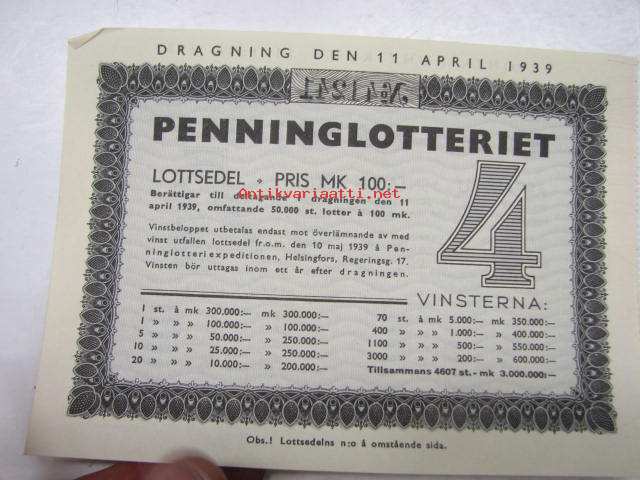 DRAGNING DEN 11 APRIL 1939
PENNINGLOTTERIET
LOTTSEDEL • PRIS MK 100:—
Berättigar till deltagande i dragningen den 11
april 1939, omfattande 50.000 st. lotter à 100 mk.
Vinstbeloppet utbetalas endast mot överlämnande av med
vinst utfallen lottsedel fr.o.m. den 10 maj 1939 å Pen-
ninglotteriexpeditionen, Helsingfors, Regeringsg. 17.
Vinsten bör uttagas inom ett år efter dragningen.
4
VINSTERNA:
1 st. à mk 300.000:— mk 300.000:—
1 » » » 100.000:— » 100.000:—
5 » » » 50.000:— » 250.000:—
10 » » » 25.000:— » 250.000:—
20 » » » 10.000:— » 200.000:—
70 st. à mk 5.000:— mk 350.000:—
400 » » » 1.000:— » 400.000:—
1100 » » » 500:— » 550.000:—
3000 » » » 200:— » 600.000:—
Tillsammans 4607 st. - mk 3.000.000:—
Obs.! Lottsedelns n:o å omstående sida.
Antikvariaatti.net